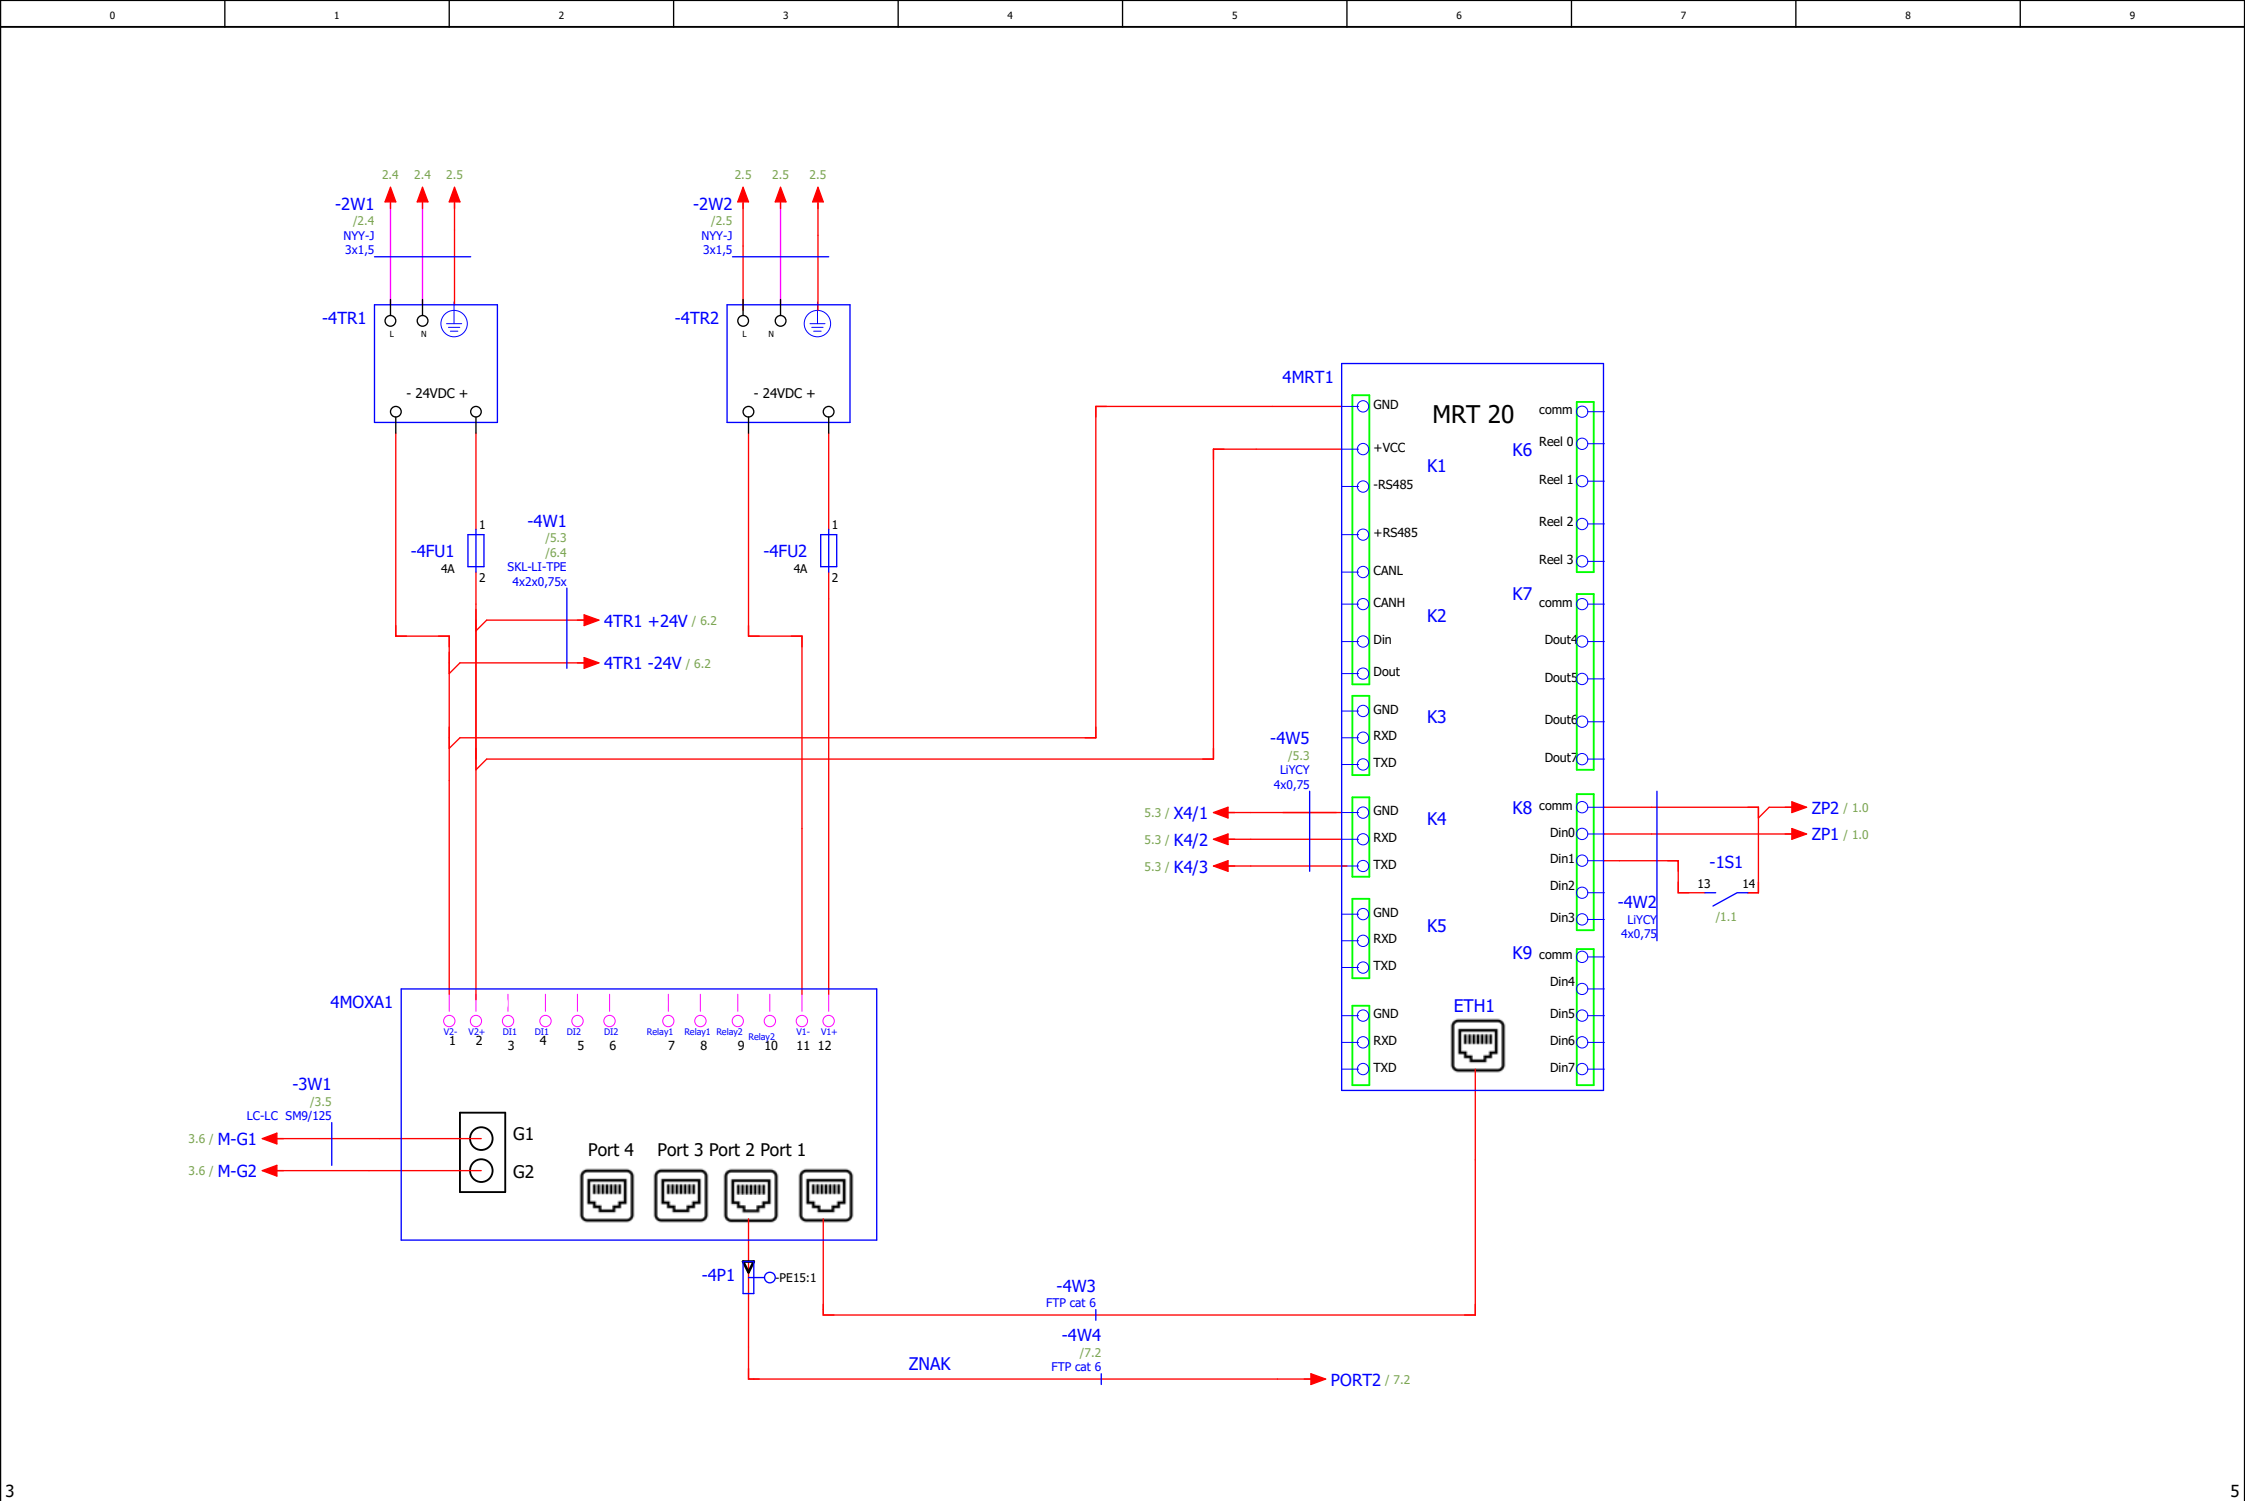 0 1 2 3 4 5 6 7 8 9
2.4 2.4 2.5
-2W1
/2.4
NYY-J
3x1,5
2.5 2.5 2.5
-2W2
/2.5
NYY-J
3x1,5
-4TR1
L N
- 24VDC +
-4TR2
L N
- 24VDC +
-4FU1
4A
1
2
-4W1
/5.3
/6.4
SKL-LI-TPE
4x2x0,75x
-4FU2
4A
1
2
4TR1 +24V / 6.2
4TR1 -24V / 6.2
4MRT1
MRT 20
GND
+VCC
K1
-RS485
+RS485
CANL
CANH
K2
Din
Dout
GND
K3
RXD
TXD
GND
K4
RXD
TXD
GND
K5
RXD
TXD
GND
RXD
TXD
comm
K6
Reel 0
Reel 1
Reel 2
Reel 3
K7
comm
Dout4
Dout5
Dout6
Dout7
K8
comm
Din0
Din1
Din2
Din3
K9
comm
Din4
Din5
Din6
Din7
ETH1
-4W5
/5.3
LiYCY
4x0,75
5.3 / X4/1
5.3 / K4/2
5.3 / K4/3
ZP2 / 1.0
ZP1 / 1.0
-1S1
13 14
/1.1
-4W2
LiYCY
4x0,75
4MOXA1
V2- V2+ DI1 DI1 DI2 DI2 Relay1 Relay1 Relay2 Relay2 V1- V1+
1 2 3 4 5 6 7 8 9 10 11 12
-3W1
/3.5
LC-LC SM9/125
3.6 / M-G1
3.6 / M-G2
G1
G2
Port 4 Port 3 Port 2 Port 1
-4P1
-PE15:1
-4W3
FTP cat 6
-4W4
/7.2
FTP cat 6
ZNAK
PORT2 / 7.2
3
5